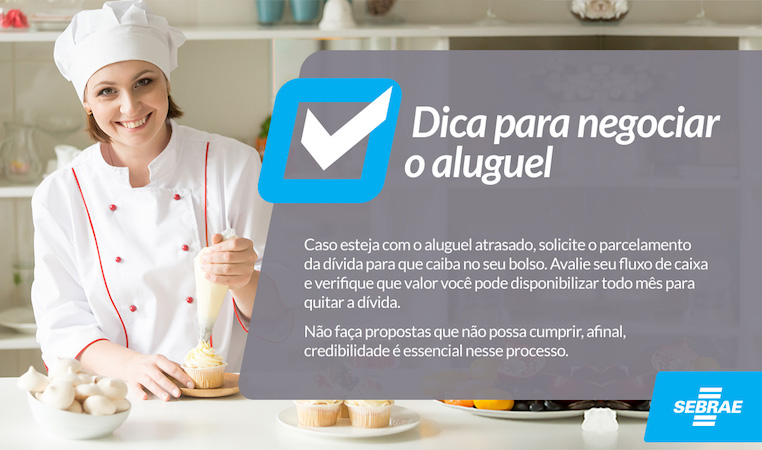 Dica para negociar
o aluguel
Caso esteja com o aluguel atrasado, solicite o parcelamento
da dívida para que caiba no seu bolso. Avalie seu fluxo de caixa
e verifique que valor você pode disponibilizar todo mês para
quitar a dívida.
Não faça propostas que não possa cumprir, afinal,
credibilidade é essencial nesse processo.
SEBRAE